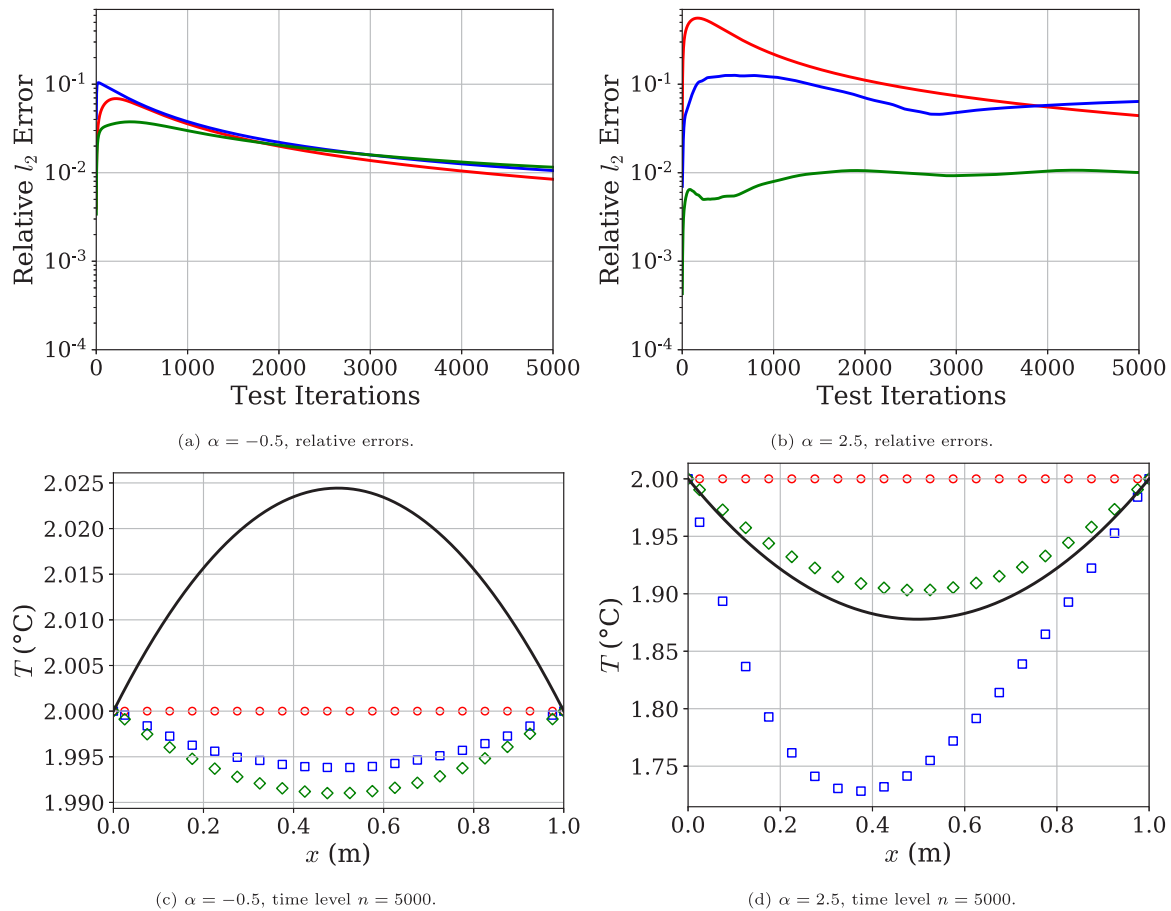 10⁻¹
10⁻²
10⁻³
10⁻⁴
Relative l₂ Error
0 1000 2000 3000 4000 5000
Test Iterations
(a) α = −0.5, relative errors.
10⁻¹
10⁻²
10⁻³
10⁻⁴
Relative l₂ Error
0 1000 2000 3000 4000 5000
Test Iterations
(b) α = 2.5, relative errors.
2.025
2.020
2.015
2.010
2.005
2.000
1.995
1.990
T (°C)
0.0 0.2 0.4 0.6 0.8 1.0
x (m)
(c) α = −0.5, time level n = 5000.
2.00
1.95
1.90
1.85
1.80
1.75
T (°C)
0.0 0.2 0.4 0.6 0.8 1.0
x (m)
(d) α = 2.5, time level n = 5000.